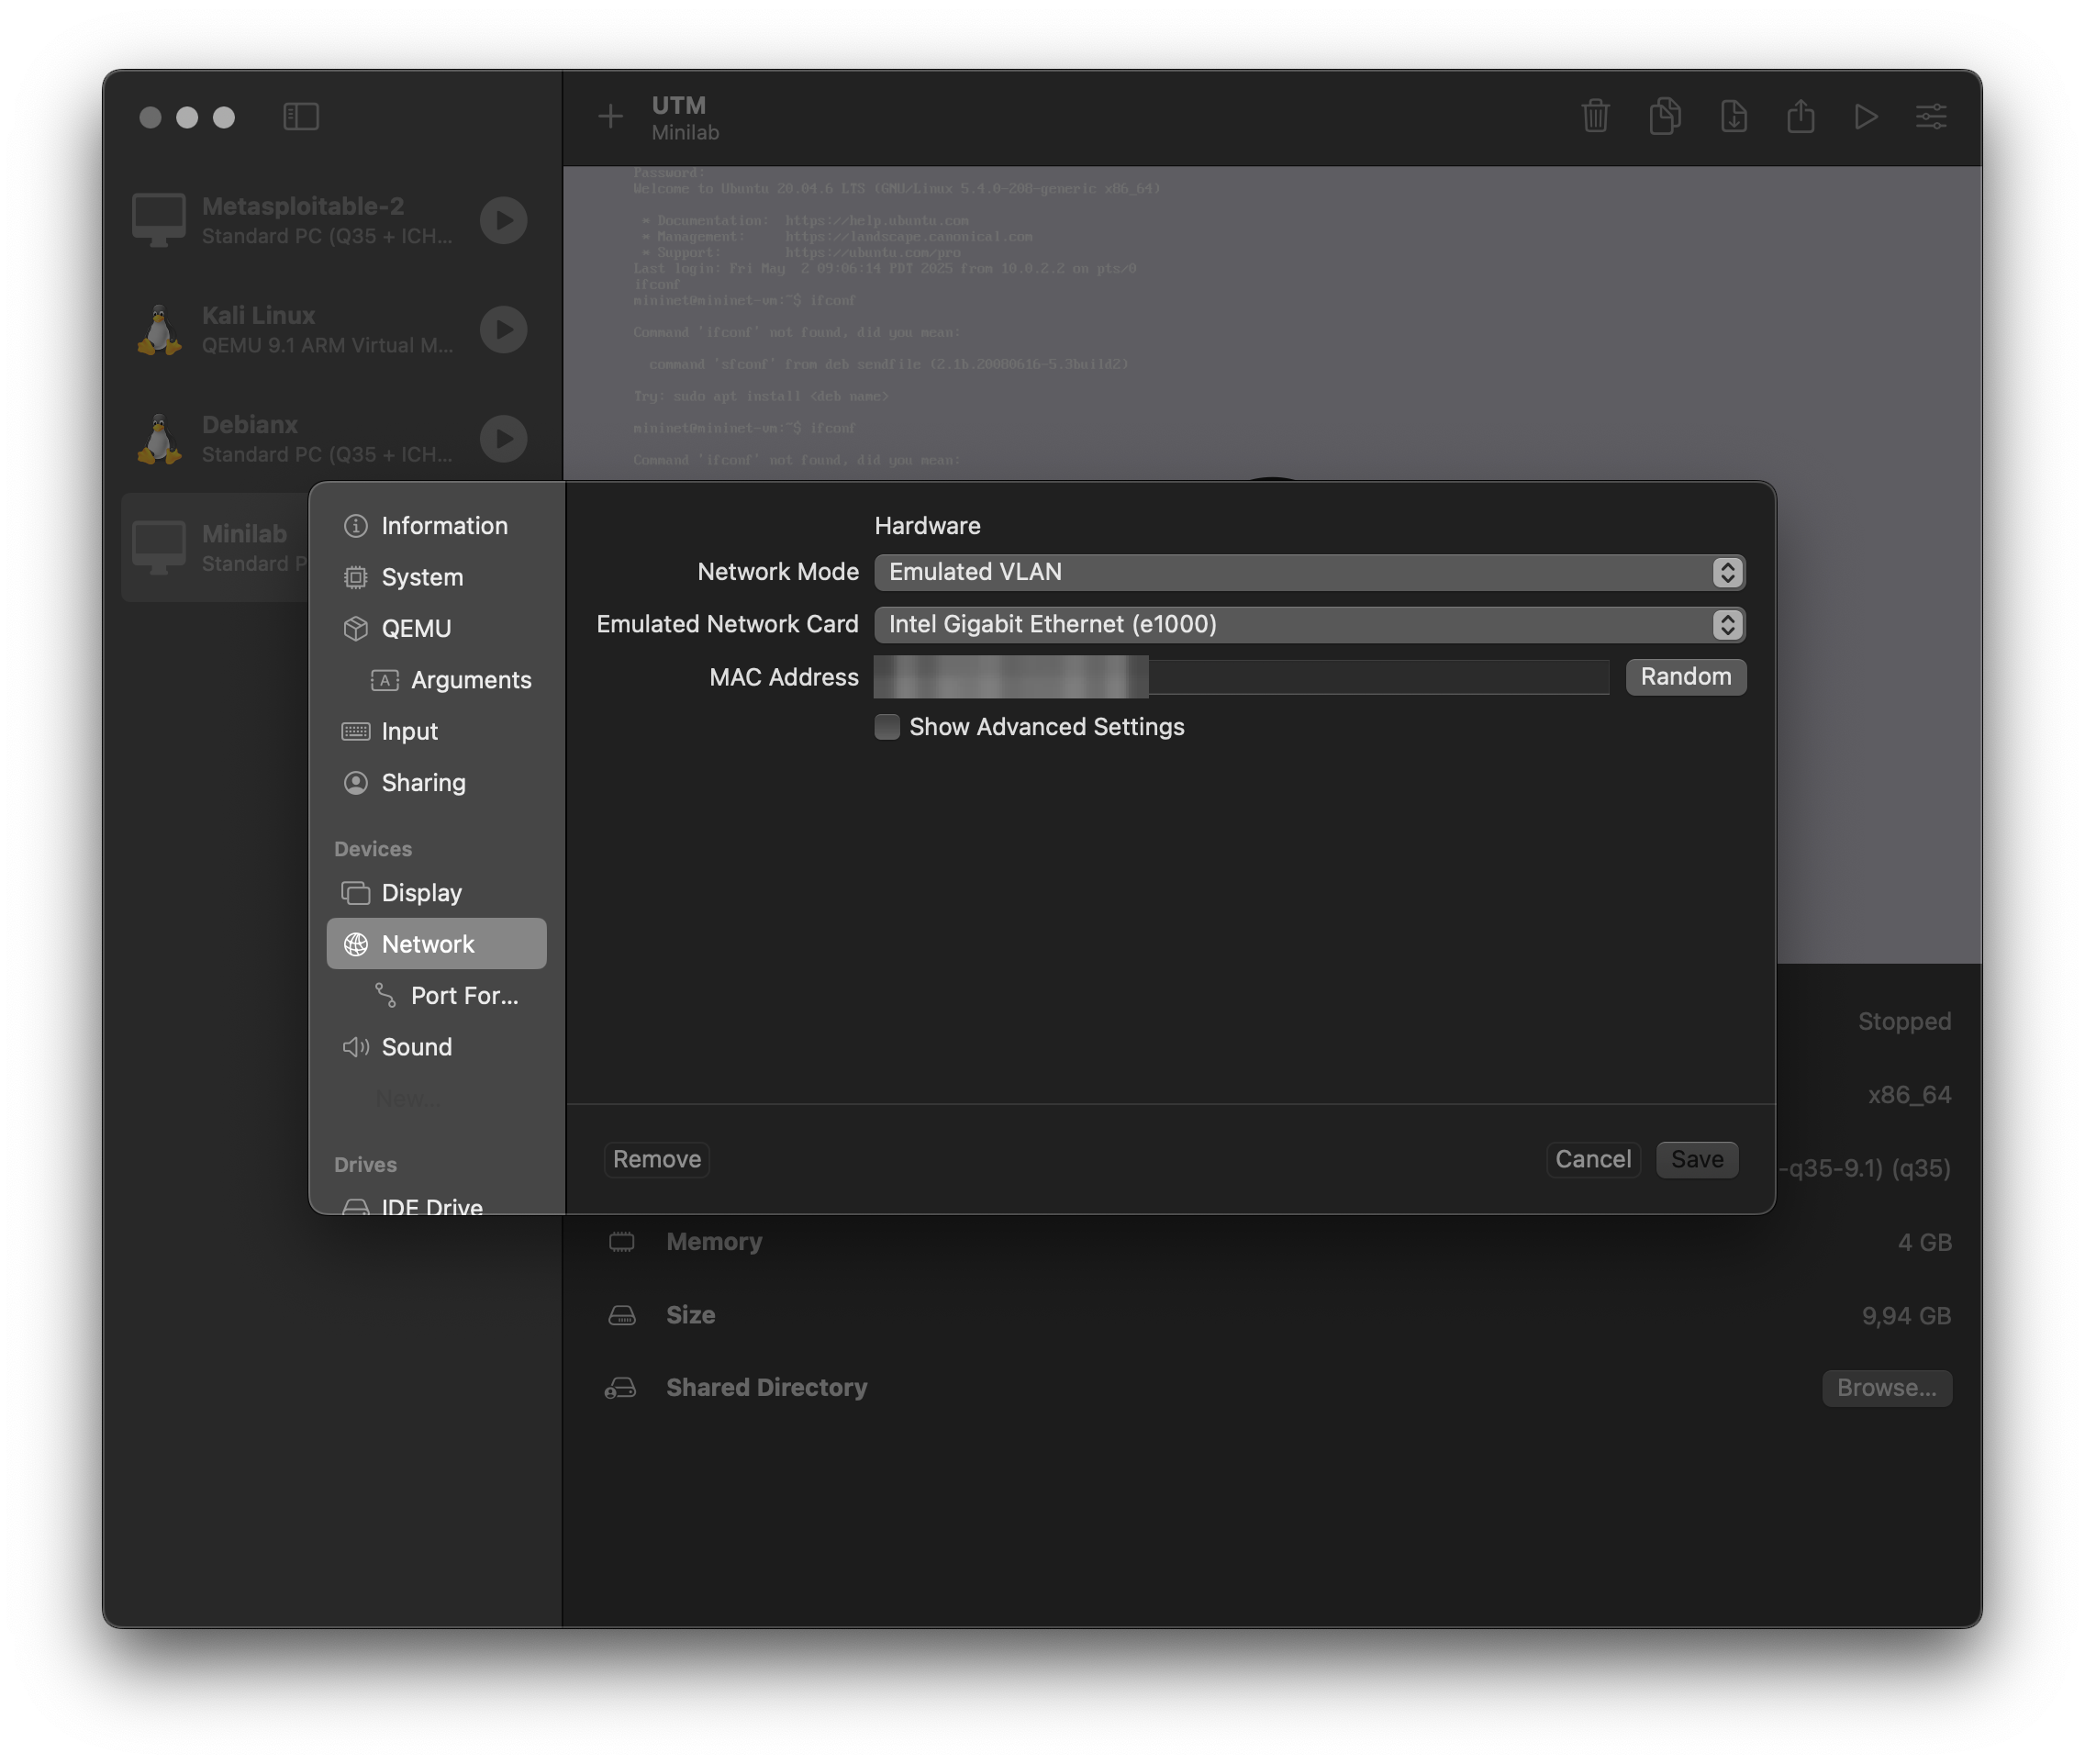 UTM
Minilab
Metasploitable-2
Standard PC (Q35 + ICH...
Kali Linux
QEMU 9.1 ARM Virtual M...
Debianx
Standard PC (Q35 + ICH...
Minilab
Standard P
Password:
Welcome to Ubuntu 20.04.6 LTS (GNU/Linux 5.4.0-208-generic x86_64)
* Documentation: https://help.ubuntu.com
* Management: https://landscape.canonical.com
* Support: https://ubuntu.com/pro
Last login: Fri May 2 09:06:14 PDT 2025 from 10.0.2.2 on pts/0
ifconf
mininet@mininet-vm:~$ ifconf
Command 'ifconf' not found, did you mean:
command 'sfconf' from deb sendfile (2.1b.20080616-5.3build2)
Try: sudo apt install <deb name>
mininet@mininet-vm:~$ ifconf
Command 'ifconf' not found, did you mean:
Information
System
QEMU
Arguments
Input
Sharing
Devices
Display
Network
Port For...
Sound
New...
Drives
IDE Drive
Hardware
Network Mode Emulated VLAN
Emulated Network Card Intel Gigabit Ethernet (e1000)
MAC Address Random
Show Advanced Settings
Remove Cancel Save
Stopped
x86_64
-q35-9.1) (q35)
Memory 4 GB
Size 9,94 GB
Shared Directory Browse...